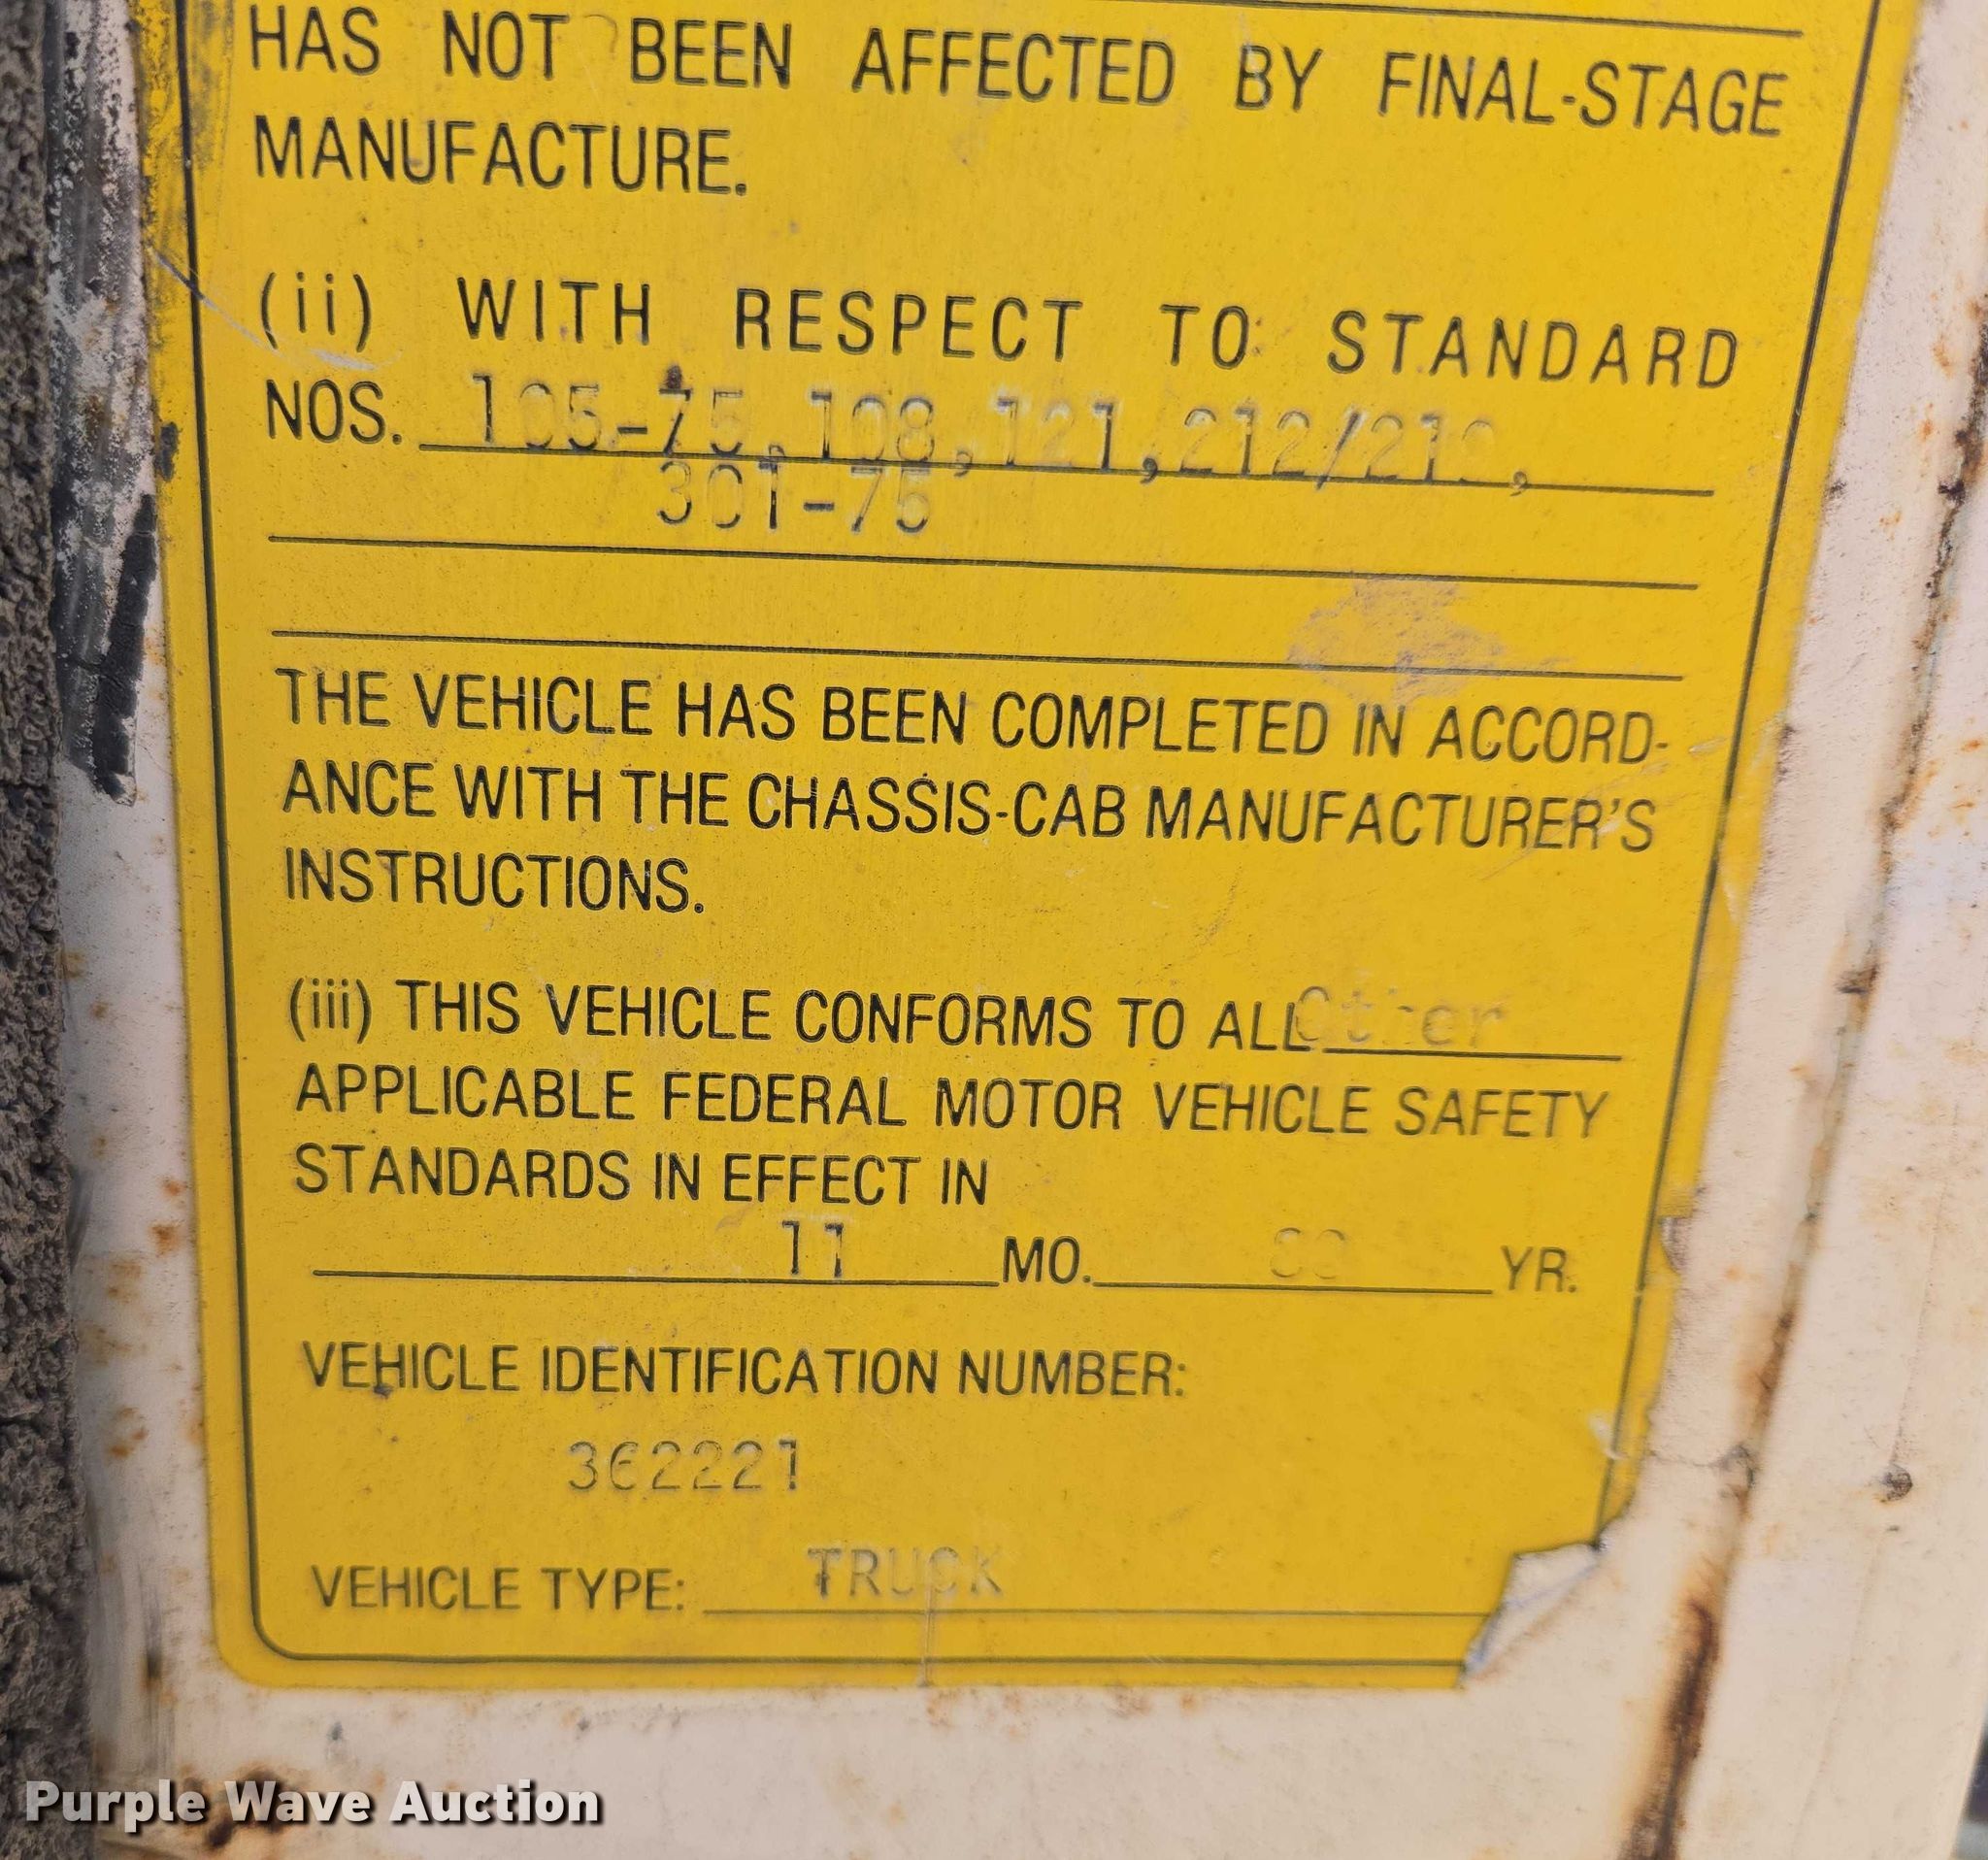 HAS NOT BEEN AFFECTED BY FINAL-STAGE
MANUFACTURE.
(ii) WITH RESPECT TO STANDARD
NOS. 105-75,108,121,212/219,
301-75
THE VEHICLE HAS BEEN COMPLETED IN ACCORD-
ANCE WITH THE CHASSIS-CAB MANUFACTURER'S
INSTRUCTIONS.
(iii) THIS VEHICLE CONFORMS TO ALL Other
APPLICABLE FEDERAL MOTOR VEHICLE SAFETY
STANDARDS IN EFFECT IN
11 MO. YR.
VEHICLE IDENTIFICATION NUMBER:
362221
VEHICLE TYPE: TRUCK
Purple Wave Auction